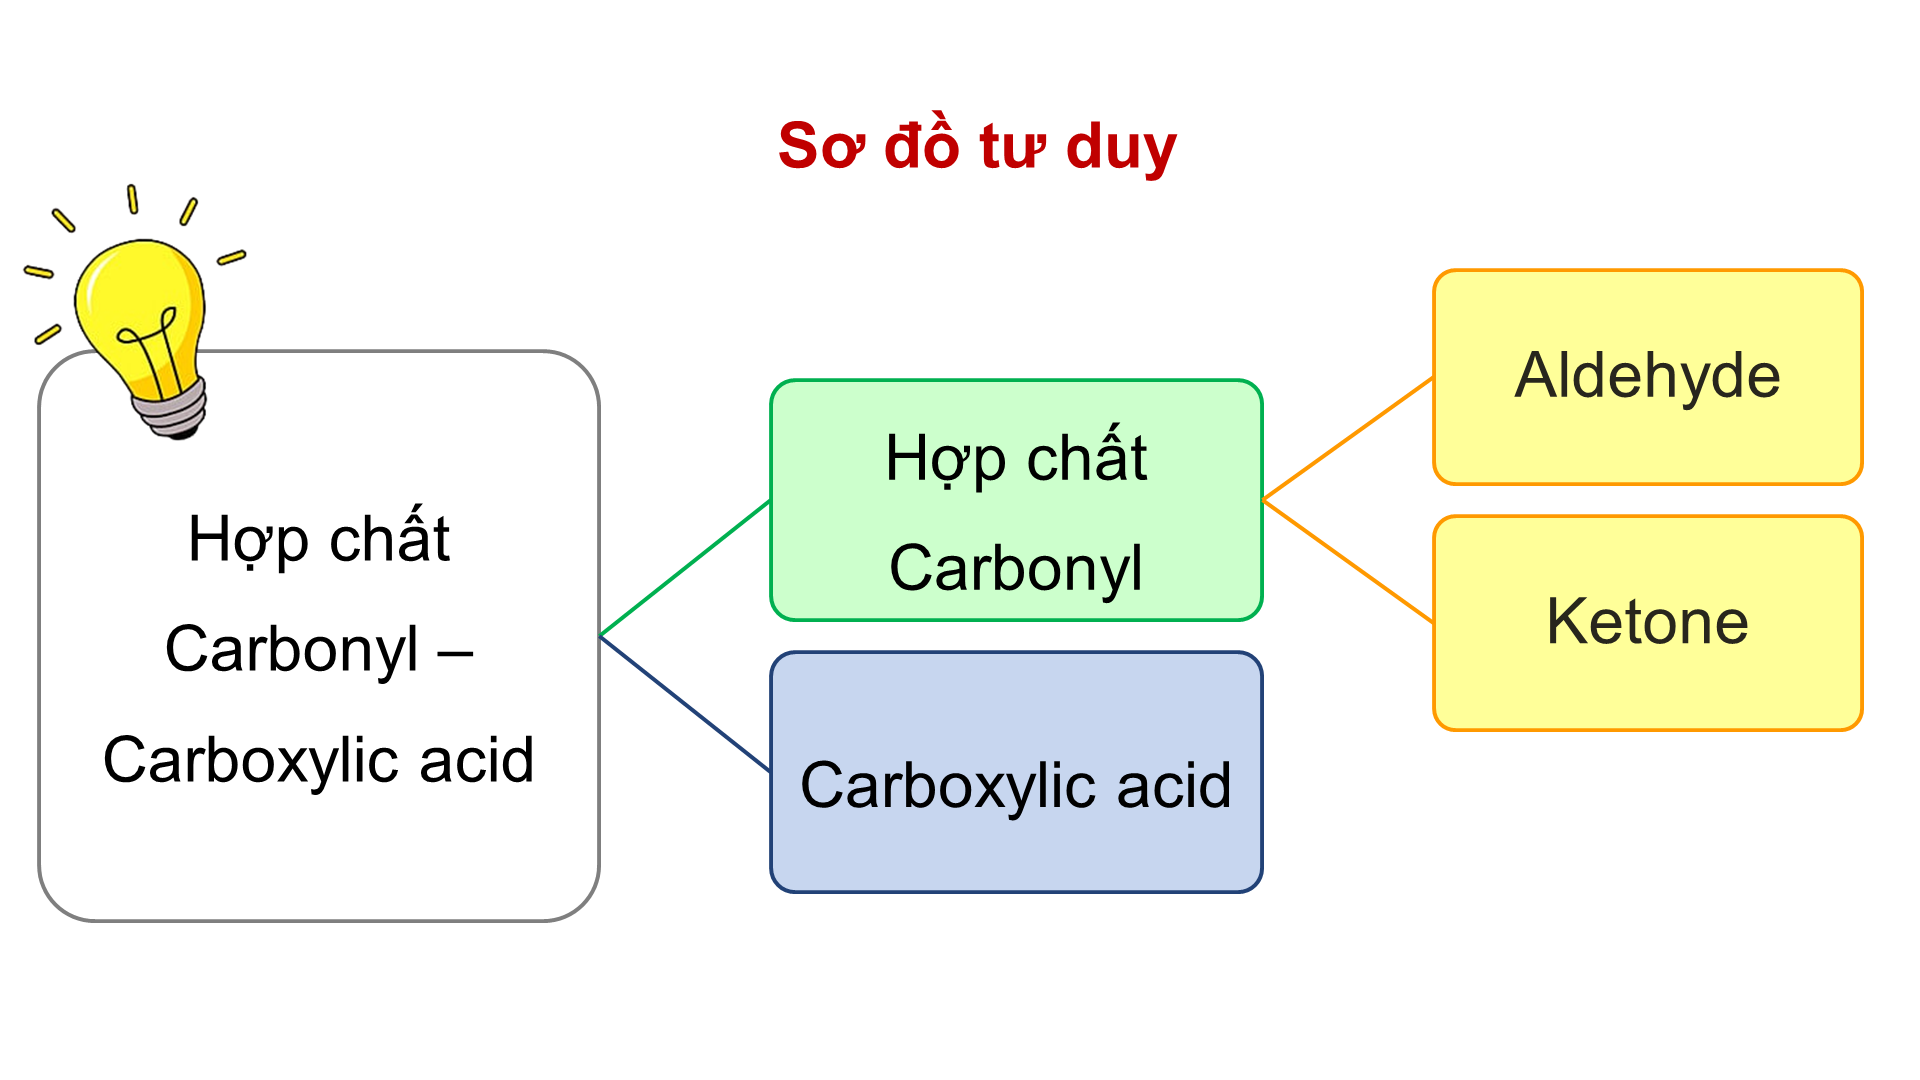 Sơ đồ tư duy
Hợp chất
Carbonyl –
Carboxylic acid
Hợp chất
Carbonyl
Carboxylic acid
Aldehyde
Ketone